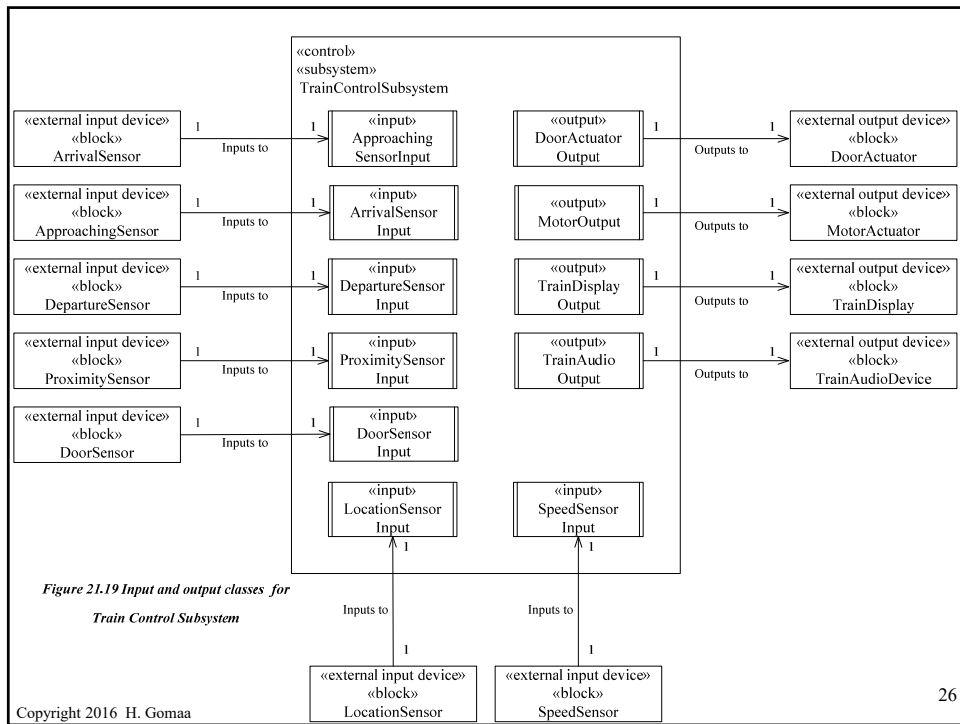 «control»
«subsystem»
TrainControlSubsystem
«external input device»
«block»
ArrivalSensor
1
Inputs to
1
«input»
Approaching
SensorInput
«output»
DoorActuator
Output
1
Outputs to
1
«external output device»
«block»
DoorActuator
«external input device»
«block»
ApproachingSensor
1
Inputs to
1
«input»
ArrivalSensor
Input
«output»
MotorOutput
1
Outputs to
1
«external output device»
«block»
MotorActuator
«external input device»
«block»
DepartureSensor
1
Inputs to
1
«input»
DepartureSensor
Input
«output»
TrainDisplay
Output
1
Outputs to
1
«external output device»
«block»
TrainDisplay
«external input device»
«block»
ProximitySensor
1
Inputs to
1
«input»
ProximitySensor
Input
«output»
TrainAudio
Output
1
Outputs to
1
«external output device»
«block»
TrainAudioDevice
«external input device»
«block»
DoorSensor
1
Inputs to
1
«input»
DoorSensor
Input
«input»
LocationSensor
Input
1
«input»
SpeedSensor
Input
1
Figure 21.19 Input and output classes for
Train Control Subsystem
Inputs to
Inputs to
1
1
«external input device»
«block»
LocationSensor
«external input device»
«block»
SpeedSensor
Copyright 2016 H. Gomaa
26